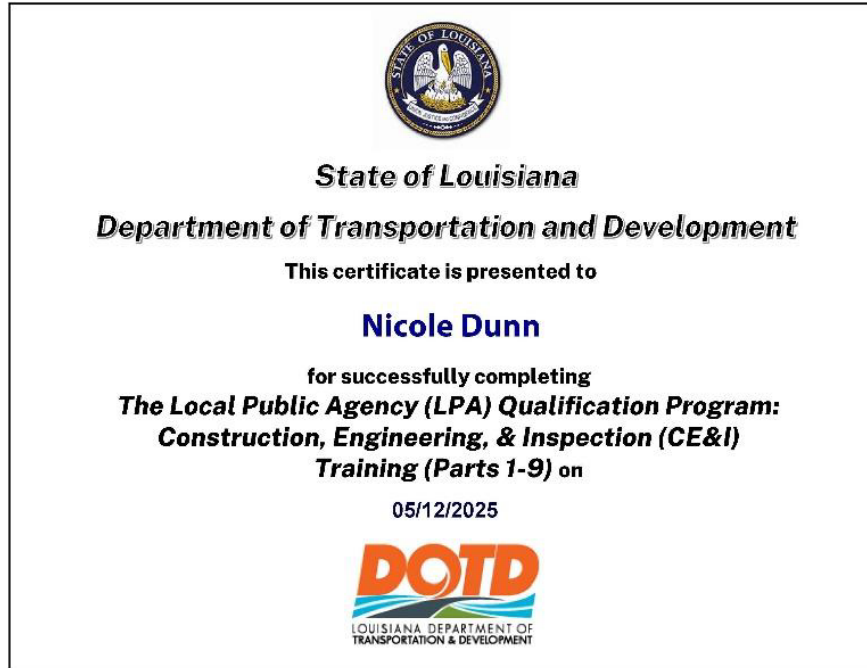 STATE OF LOUISIANA
State of Louisiana
Department of Transportation and Development
This certificate is presented to
Nicole Dunn
for successfully completing
The Local Public Agency (LPA) Qualification Program:
Construction, Engineering, & Inspection (CE&I)
Training (Parts 1-9) on
05/12/2025
DOTD
LOUISIANA DEPARTMENT OF
TRANSPORTATION & DEVELOPMENT